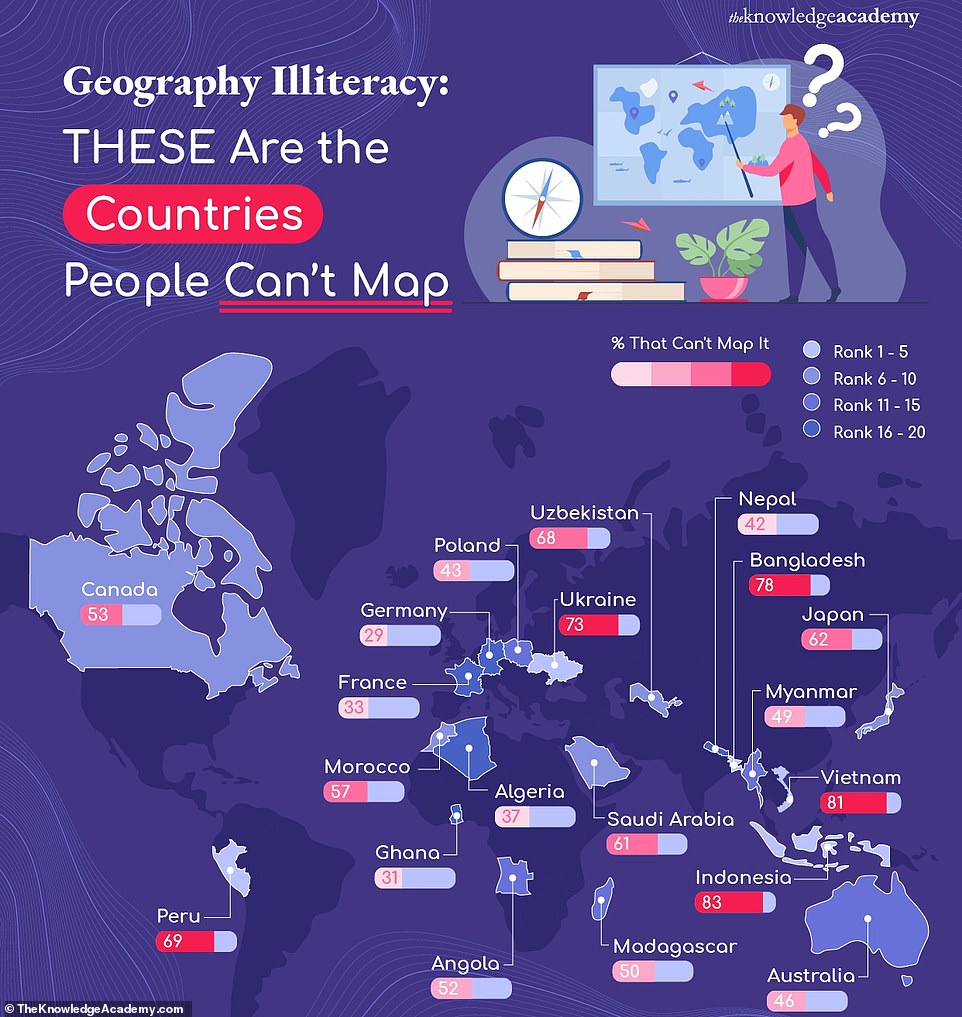 theknowledgeacademy
Geography Illiteracy:
THESE Are the
Countries
People Can't Map
% That Can't Map It
Rank 1 - 5
Rank 6 - 10
Rank 11 - 15
Rank 16 - 20
Nepal
42
Uzbekistan
68
Poland
43
Bangladesh
78
Canada
53
Germany
29
Ukraine
73
Japan
62
France
33
Myanmar
49
Morocco
57
Algeria
37
Vietnam
81
Saudi Arabia
61
Ghana
31
Indonesia
83
Peru
69
Madagascar
50
Angola
52
Australia
46
© TheKnowledgeAcademy.com